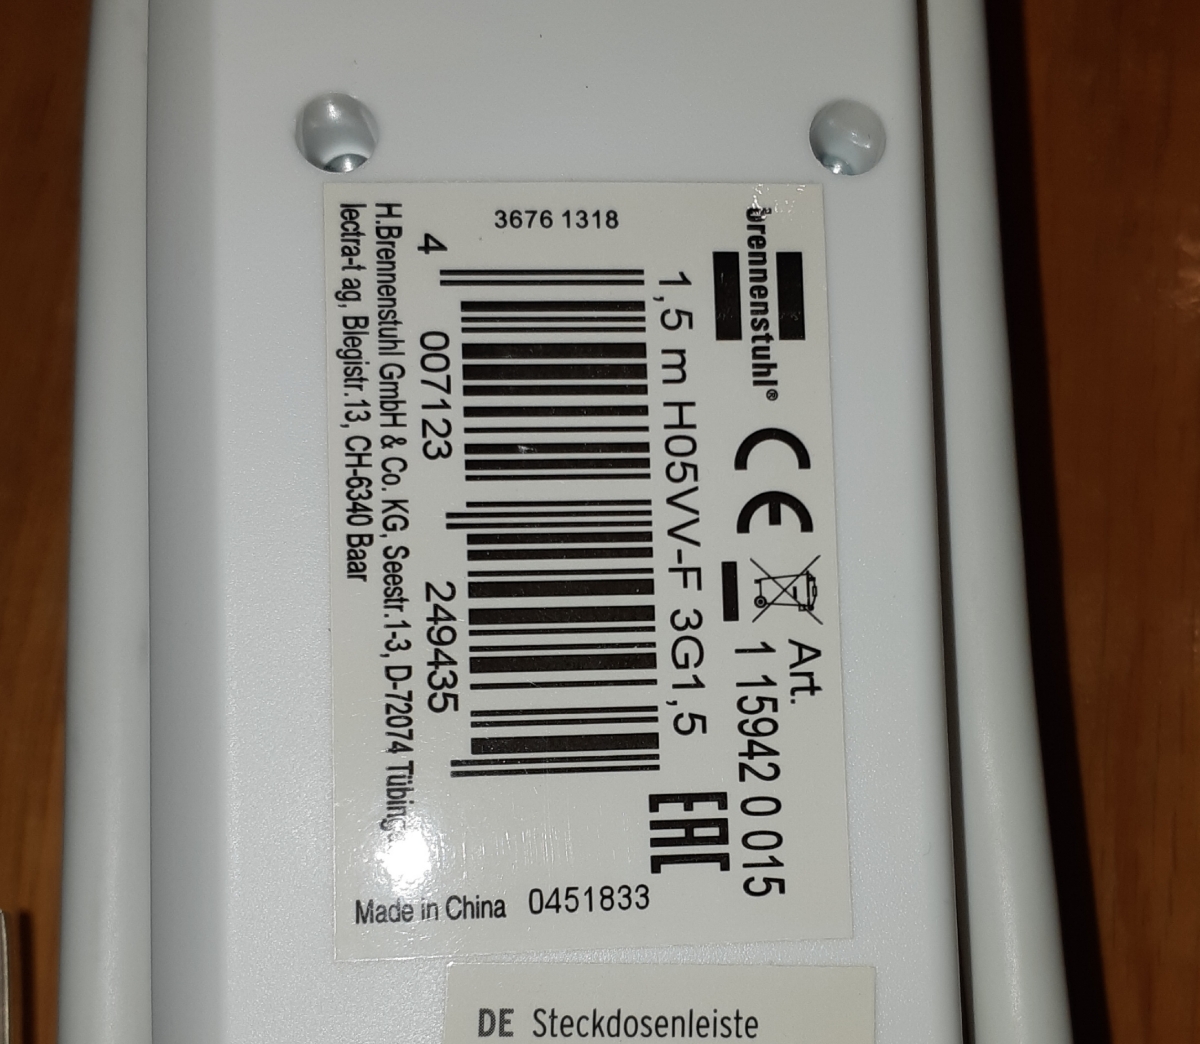 brennenstuhl®
CE
Art.
1 15942 0 015
1,5 m H05VV-F 3G1,5
EAC
3676 1318
4 007123 249435
H.Brennenstuhl GmbH & Co. KG, Seestr.1-3, D-72074
lectra-t ag, Blegistr.13, CH-6340 Baar
Made in China 0451833
DE Steckdosenleiste